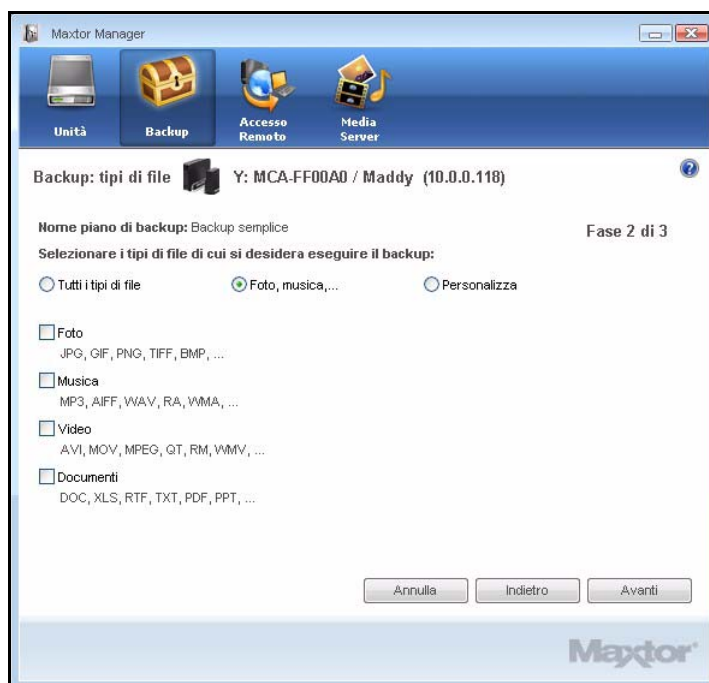 Maxtor Manager
Unità
Backup
Accesso
Remoto
Media
Server
Backup: tipi di file
Y: MCA-FF00A0 / Maddy (10.0.0.118)
Nome piano di backup: Backup semplice
Fase 2 di 3
Selezionare i tipi di file di cui si desidera eseguire il backup:
Tutti i tipi di file
Foto, musica,...
Personalizza
Foto
JPG, GIF, PNG, TIFF, BMP, ...
Musica
MP3, AIFF, WAV, RA, WMA, ...
Video
AVI, MOV, MPEG, QT, RM, WMV, ...
Documenti
DOC, XLS, RTF, TXT, PDF, PPT, ...
Annulla
Indietro
Avanti
Maxtor